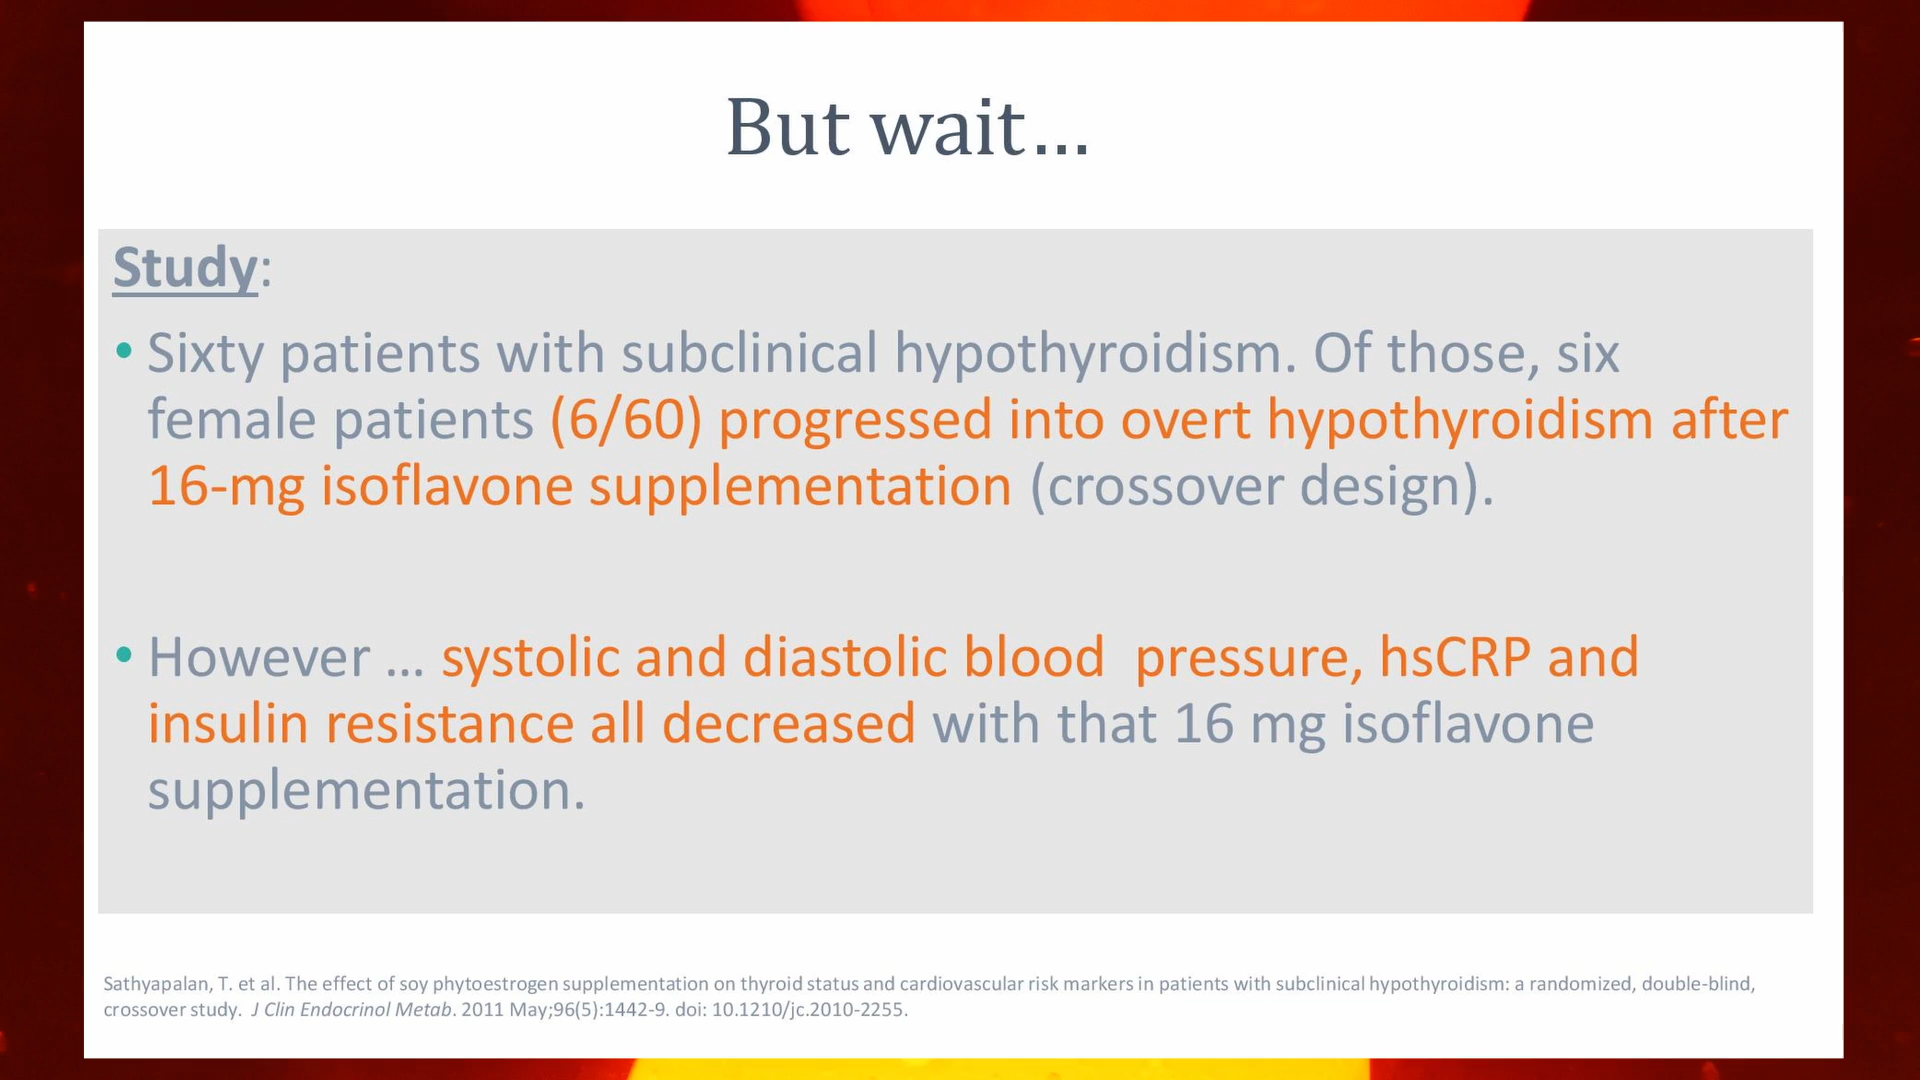 But wait…
Study:
• Sixty patients with subclinical hypothyroidism. Of those, six
female patients (6/60) progressed into overt hypothyroidism after
16-mg isoflavone supplementation (crossover design).
• However … systolic and diastolic blood  pressure, hsCRP and
insulin resistance all decreased with that 16 mg isoflavone
supplementation.
Sathyapalan, T. et al. The effect of soy phytoestrogen supplementation on thyroid status and cardiovascular risk markers in patients with subclinical hypothyroidism: a randomized, double-blind,
crossover study.  J Clin Endocrinol Metab. 2011 May;96(5):1442-9. doi: 10.1210/jc.2010-2255.